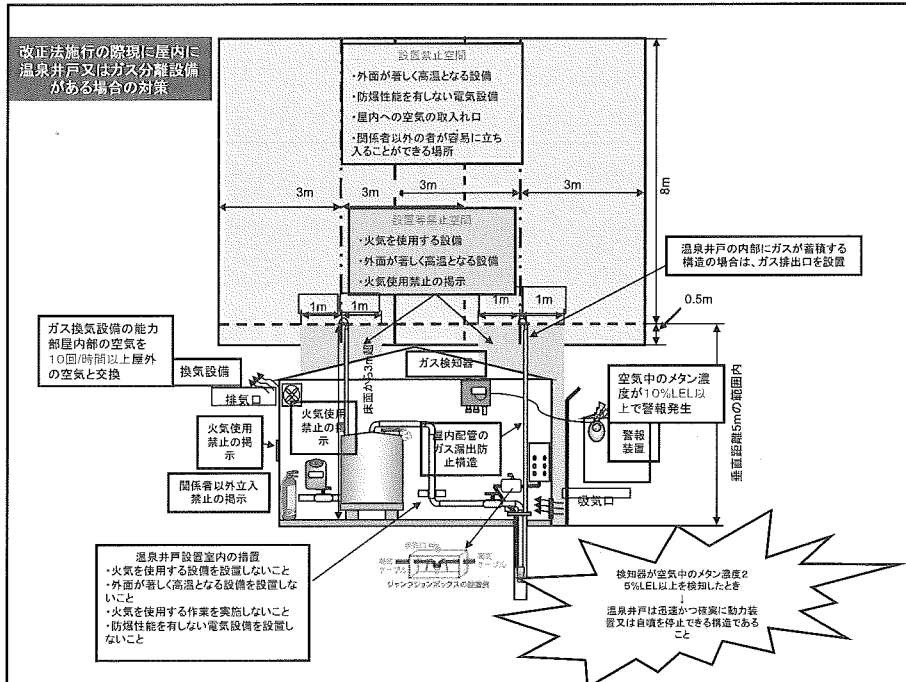 改正法施行の際現に屋内に
温泉井戸又はガス分離設備
がある場合の対策
設置禁止空間
・外面が著しく高温となる設備
・防爆性能を有しない電気設備
・屋内への空気の取入れ口
・関係者以外の者が容易に立ち
入ることができる場所
3m
3m
3m
3m
8m
設置等禁止空間
・火気を使用する設備
・外面が著しく高温となる設備
・火気使用禁止の掲示
温泉井戸の内部にガスが蓄積する
構造の場合は、ガス排出口を設置
1m
1m
1m
1m
0.5m
ガス換気設備の能力
部屋内部の空気を
10回/時間以上屋外
の空気と交換
換気設備
排気口
床面から3m超
ガス検知器
空気中のメタン濃
度が10%LEL以
上で警報発生
垂直距離5mの範囲内
火気使用
禁止の掲
示
火気使用
禁止の掲
示
屋内配管の
ガス漏出防
止構造
警報
装置
関係者以外立入
禁止の掲示
吸気口
温泉井戸設置室内の措置
・火気を使用する設備を設置しないこと
・外面が著しく高温となる設備を設置しな
いこと
・火気を使用する作業を実施しないこと
・防爆性能を有しない電気設備を設置し
ないこと
ケーブル
ケーブル
ジャンクションボックスの設置例
検知器が空気中のメタン濃度2
5%LEL以上を検知したとき
↓
温泉井戸は迅速かつ確実に動力装
置又は自噴を停止できる構造である
こと